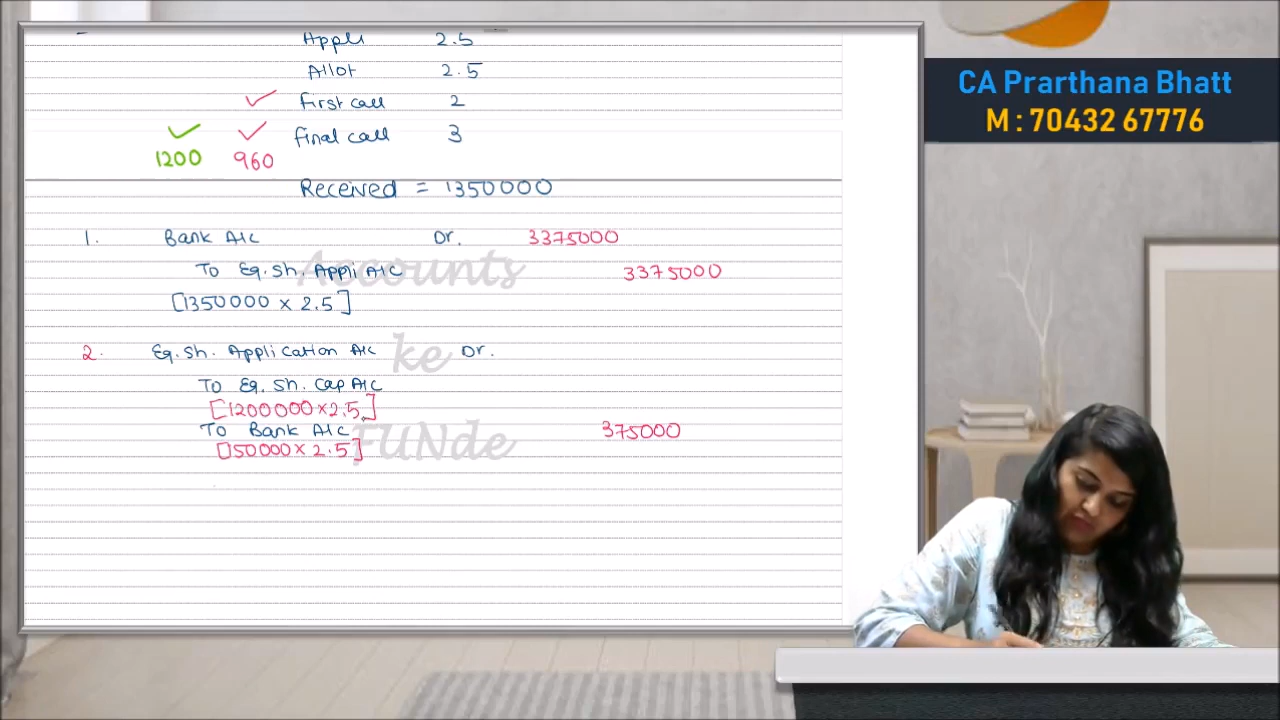 Appli 2.5
Allot 2.5
First call 2
1200 960 final call 3
Received = 1350000
1. Bank A/c Dr. 3375000
To Eq. sh. Appli A/c 3375000
[1350000 x 2.5]
Accounts
2. Eq. sh. Application A/c Dr.
ke
To Eq. Sh. Cap A/c
[1200000 x 2.5]
To Bank A/c 375000
[150000 x 2.5]
FUNde
CA Prarthana Bhatt
M : 70432 67776